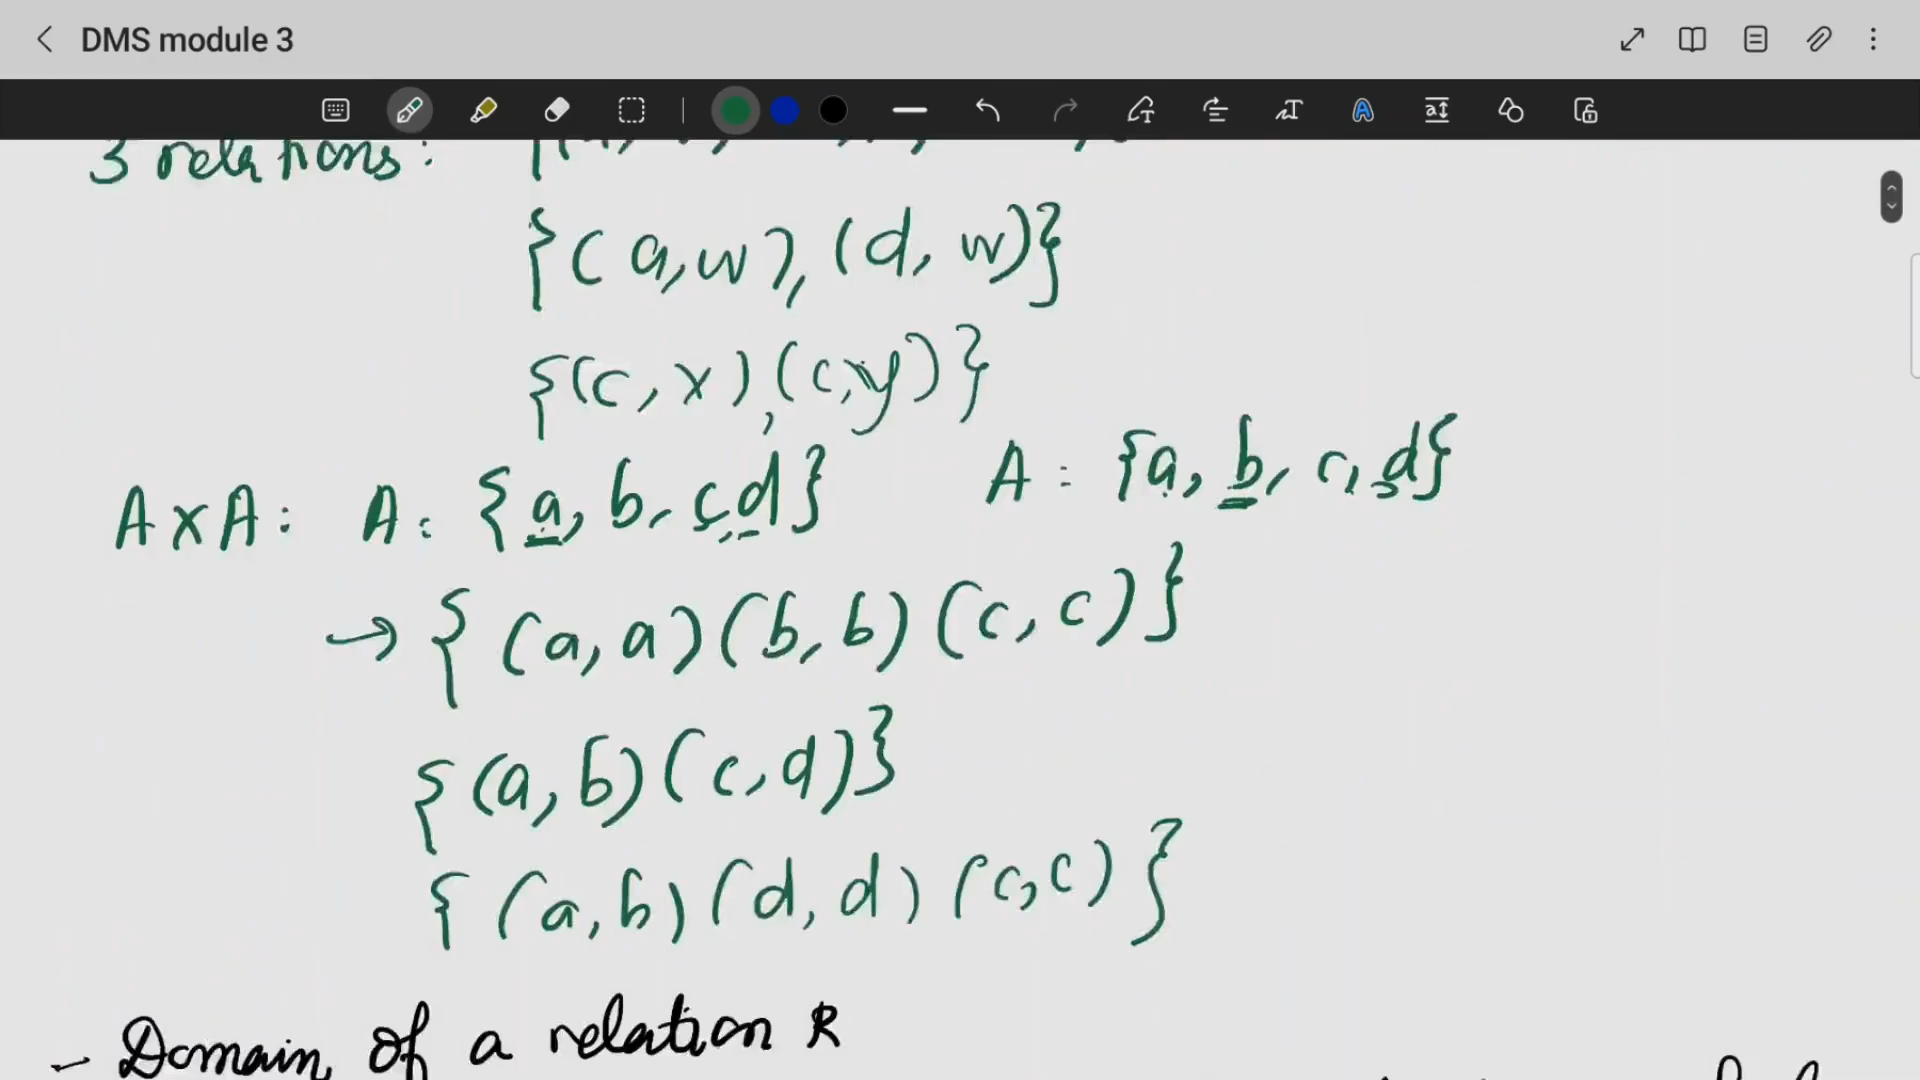 DMS module 3
3 relations:
{(a,w), (d, w)}
{(c, x), (c,y)}
A x A: A: {a, b, c, d} A : {a, b, c, d}
→ { (a, a) (b, b) (c, c) }
{(a, b) (c, d)}
{ (a, b) (d, d) (c, c) }
- Domain of a relation R